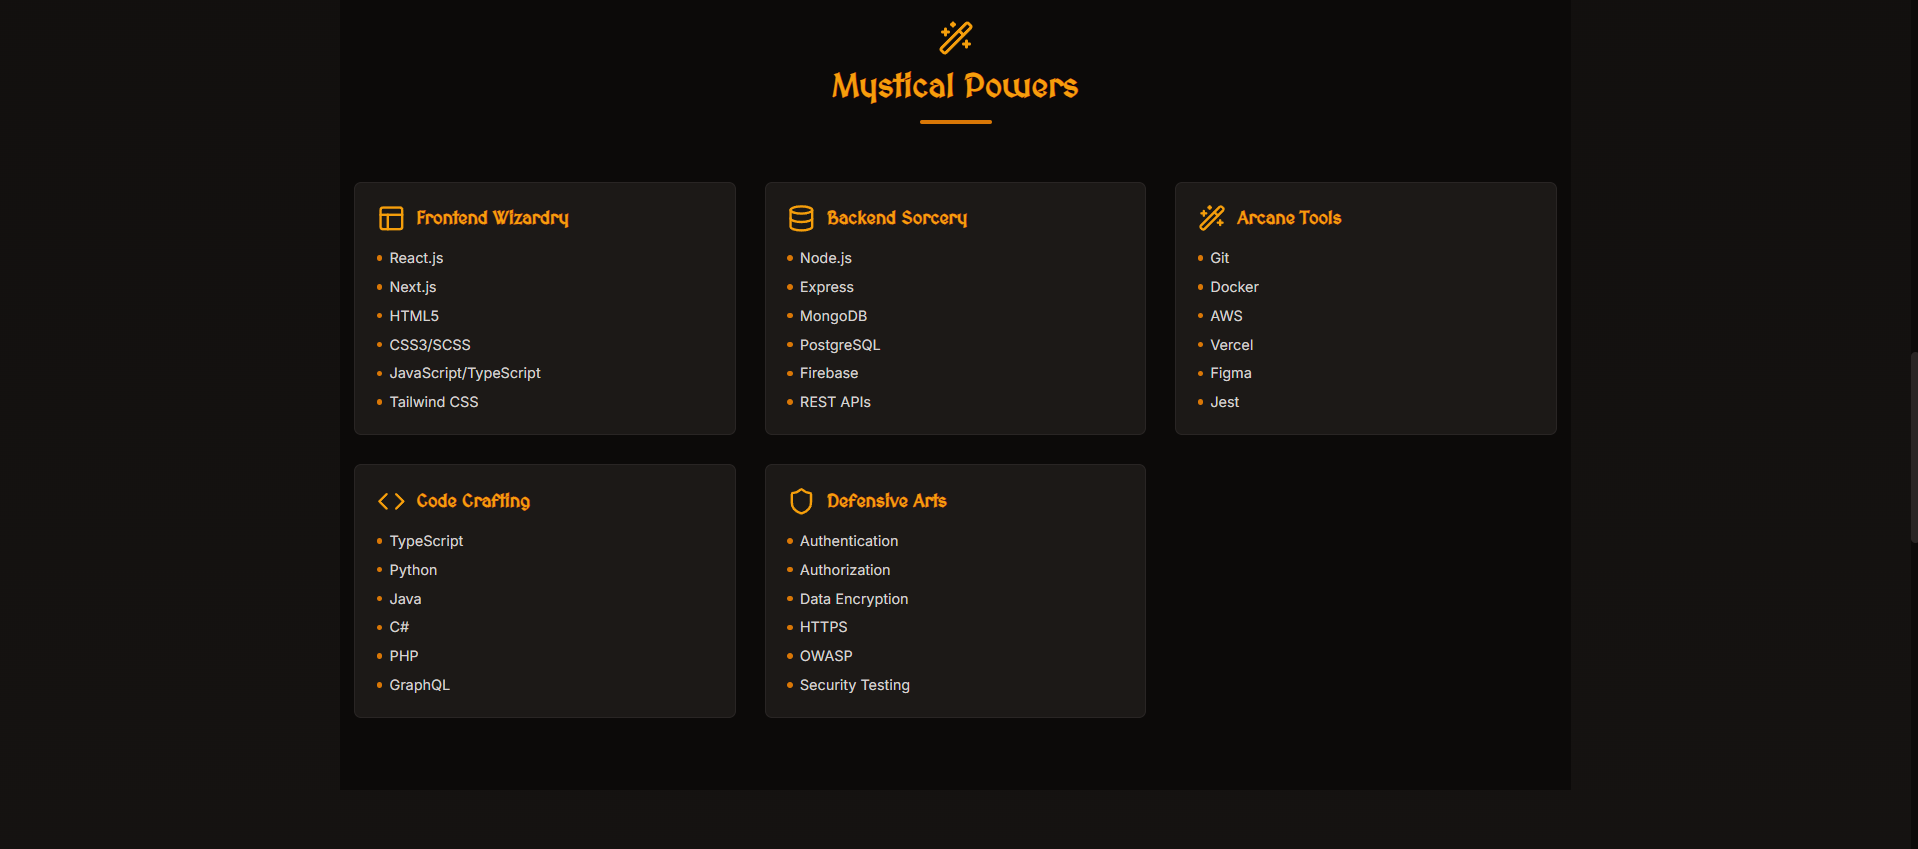 Mystical Powers
Frontend Wizardry
React.js
Next.js
HTML5
CSS3/SCSS
JavaScript/TypeScript
Tailwind CSS
Backend Sorcery
Node.js
Express
MongoDB
PostgreSQL
Firebase
REST APIs
Arcane Tools
Git
Docker
AWS
Vercel
Figma
Jest
Code Crafting
TypeScript
Python
Java
C#
PHP
GraphQL
Defensive Arts
Authentication
Authorization
Data Encryption
HTTPS
OWASP
Security Testing